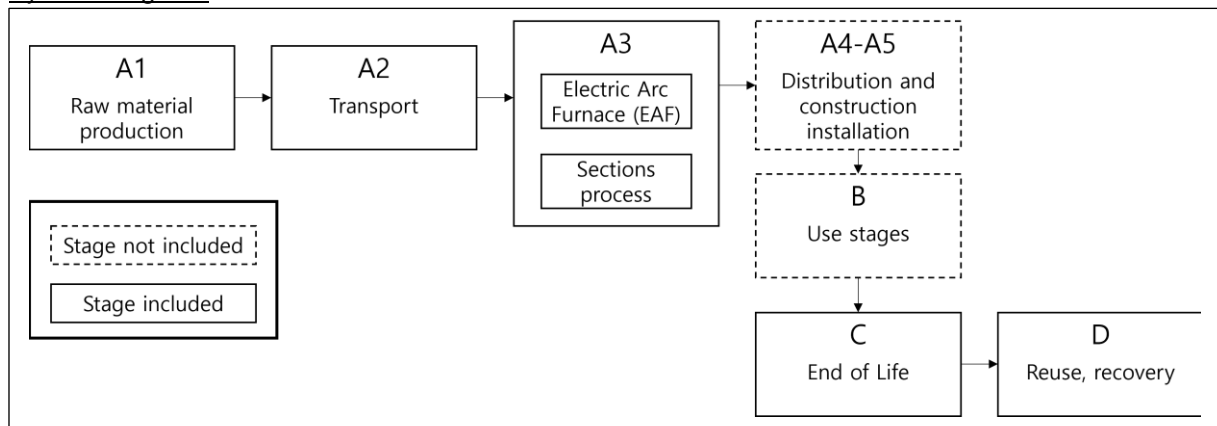 A1
Raw material
production
A2
Transport
A3
Electric Arc
Furnace (EAF)
Sections
process
A4-A5
Distribution and
construction
installation
B
Use stages
C
End of Life
D
Reuse, recovery
Stage not included
Stage included